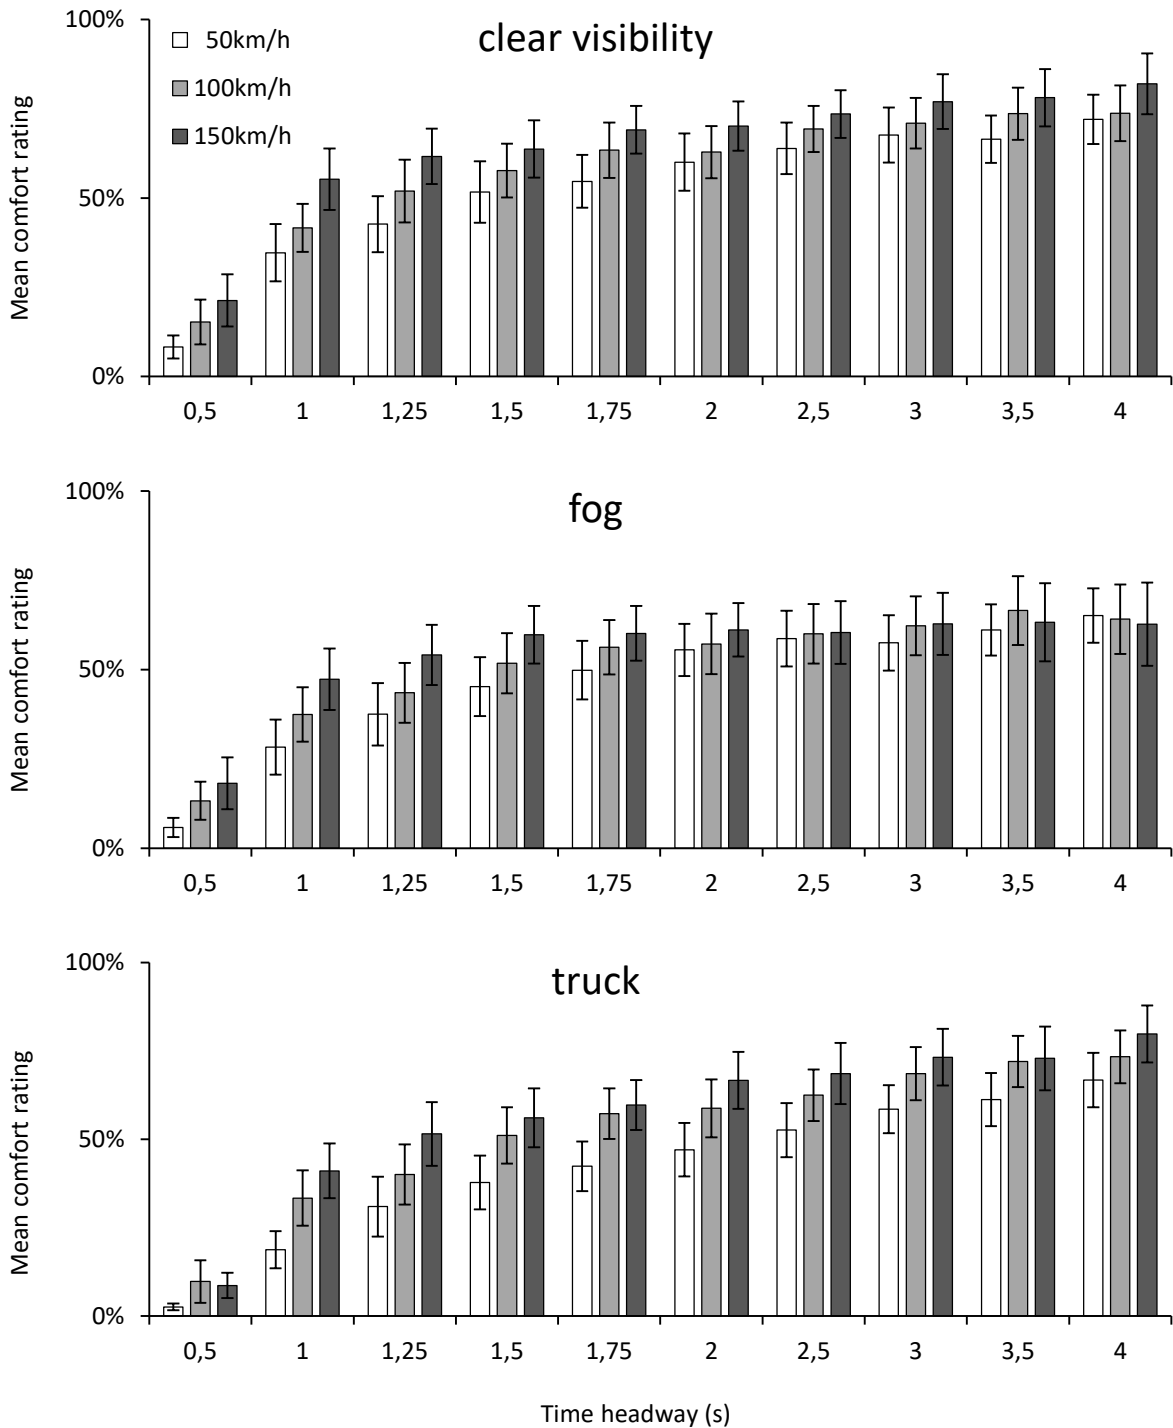 clear visibility
100%
50%
0%
Mean comfort rating
50km/h
100km/h
150km/h
0,5 1 1,25 1,5 1,75 2 2,5 3 3,5 4
fog
100%
50%
0%
Mean comfort rating
0,5 1 1,25 1,5 1,75 2 2,5 3 3,5 4
truck
100%
50%
0%
Mean comfort rating
0,5 1 1,25 1,5 1,75 2 2,5 3 3,5 4
Time headway (s)